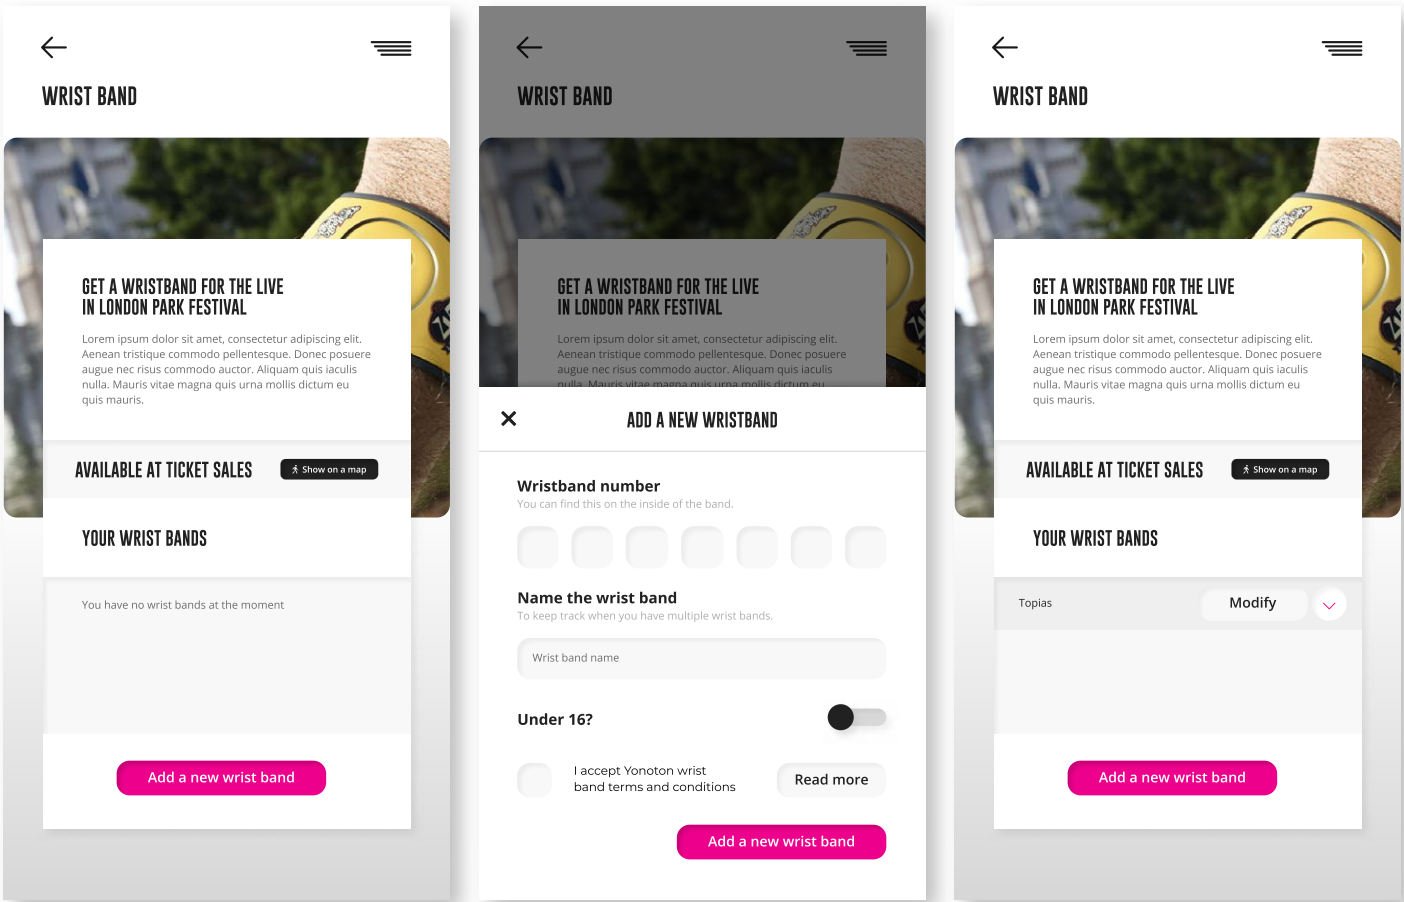 WRIST BAND
GET A WRISTBAND FOR THE LIVE
IN LONDON PARK FESTIVAL
Lorem ipsum dolor sit amet, consectetur adipiscing elit.
Aenean tristique commodo pellentesque. Donec posuere
augue nec risus commodo auctor. Aliquam quis iaculis
nulla. Mauris vitae magna quis urna mollis dictum eu
quis mauris.
AVAILABLE AT TICKET SALES
Show on a map
YOUR WRIST BANDS
You have no wrist bands at the moment
Add a new wrist band
WRIST BAND
GET A WRISTBAND FOR THE LIVE
IN LONDON PARK FESTIVAL
Lorem ipsum dolor sit amet, consectetur adipiscing elit.
Aenean tristique commodo pellentesque. Donec posuere
augue nec risus commodo auctor. Aliquam quis iaculis
nulla. Mauris vitae magna quis urna mollis dictum eu
ADD A NEW WRISTBAND
Wristband number
You can find this on the inside of the band.
Name the wrist band
To keep track when you have multiple wrist bands.
Wrist band name
Under 16?
I accept Yonoton wrist
band terms and conditions
Read more
Add a new wrist band
WRIST BAND
GET A WRISTBAND FOR THE LIVE
IN LONDON PARK FESTIVAL
Lorem ipsum dolor sit amet, consectetur adipiscing elit.
Aenean tristique commodo pellentesque. Donec posuere
augue nec risus commodo auctor. Aliquam quis iaculis
nulla. Mauris vitae magna quis urna mollis dictum eu
quis mauris.
AVAILABLE AT TICKET SALES
Show on a map
YOUR WRIST BANDS
Topias
Modify
Add a new wrist band